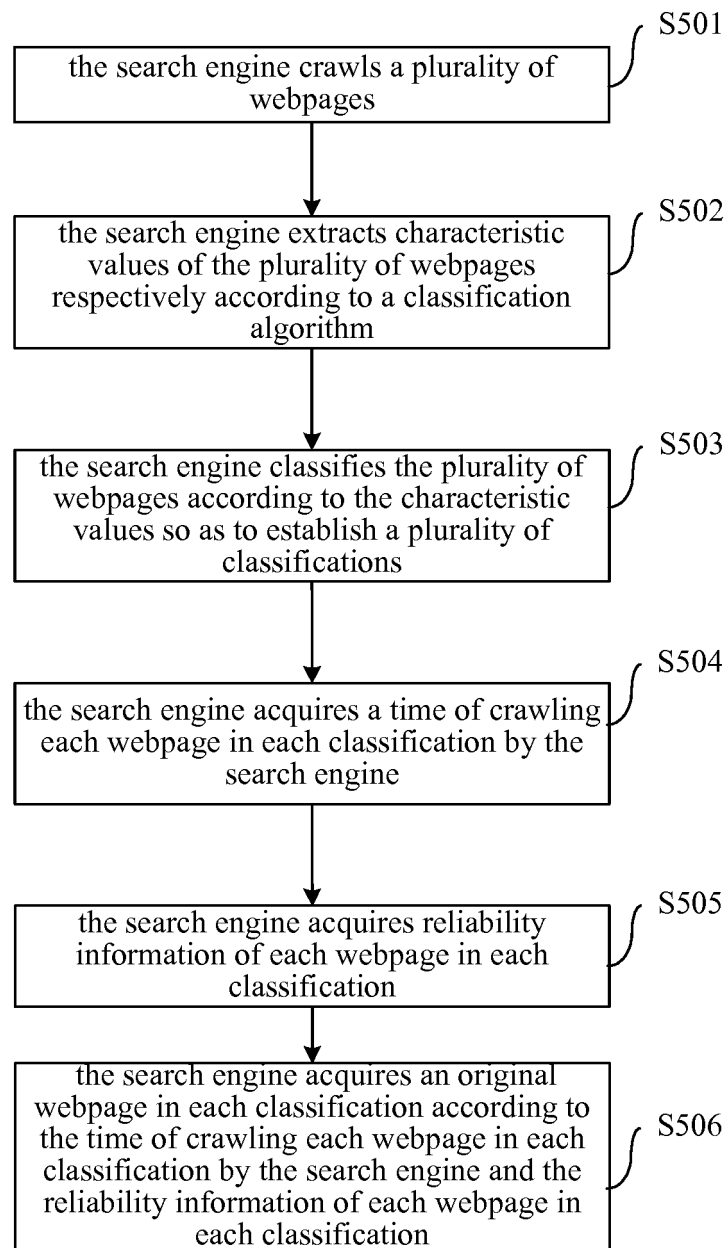 S501
the search engine crawls a plurality of
webpages
S502
the search engine extracts characteristic
values of the plurality of webpages
respectively according to a classification
algorithm
S503
the search engine classifies the plurality of
webpages according to the characteristic
values so as to establish a plurality of
classifications
S504
the search engine acquires a time of crawling
each webpage in each classification by the
search engine
S505
the search engine acquires reliability
information of each webpage in each
classification
S506
the search engine acquires an original
webpage in each classification according to
the time of crawling each webpage in each
classification by the search engine and the
reliability information of each webpage in
each classification